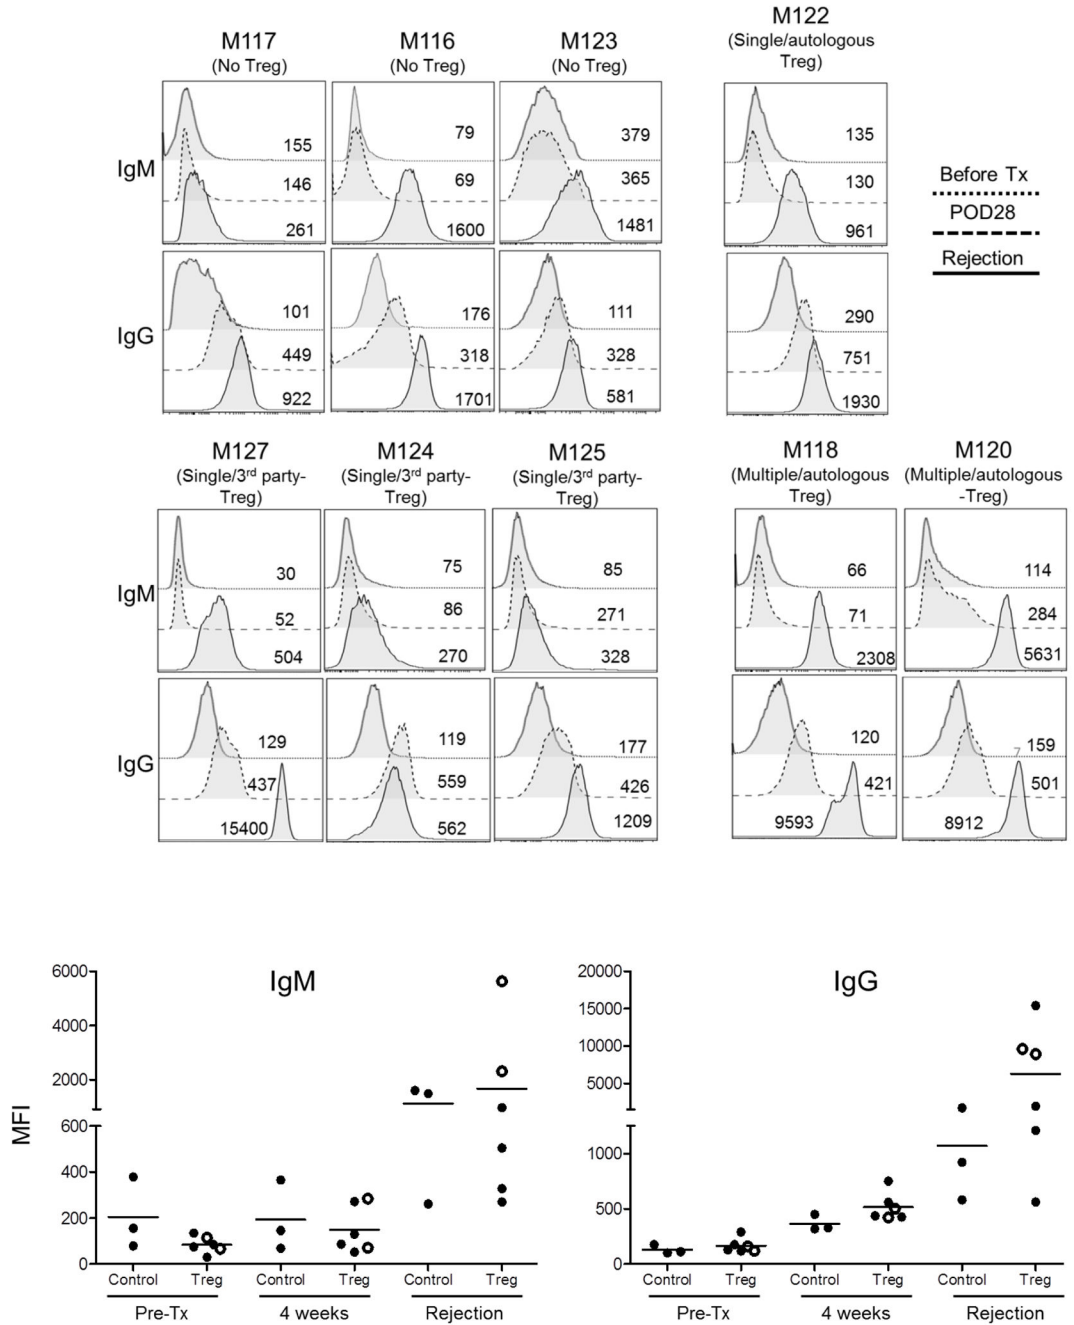 M117
(No Treg)
M116
(No Treg)
M123
(No Treg)
M122
(Single/autologous
Treg)
IgM
155
146
261
79
69
1600
379
365
1481
135
130
961
Before Tx
POD28
Rejection
IgG
101
449
922
176
318
1701
111
328
581
290
751
1930
M127
(Single/3rd party-
Treg)
M124
(Single/3rd party-
Treg)
M125
(Single/3rd party-
Treg)
M118
(Multiple/autologous
Treg)
M120
(Multiple/autologous
-Treg)
IgM
30
52
504
75
86
270
85
271
328
66
71
2308
114
284
5631
IgG
129
437
15400
119
559
562
177
426
1209
120
421
9593
7
159
501
8912
IgM
MFI
6000
4000
2000
600
400
200
0
Control
Treg
Control
Treg
Control
Treg
Pre-Tx
4 weeks
Rejection
IgG
20000
15000
10000
5000
1000
500
0
Control
Treg
Control
Treg
Control
Treg
Pre-Tx
4 weeks
Rejection